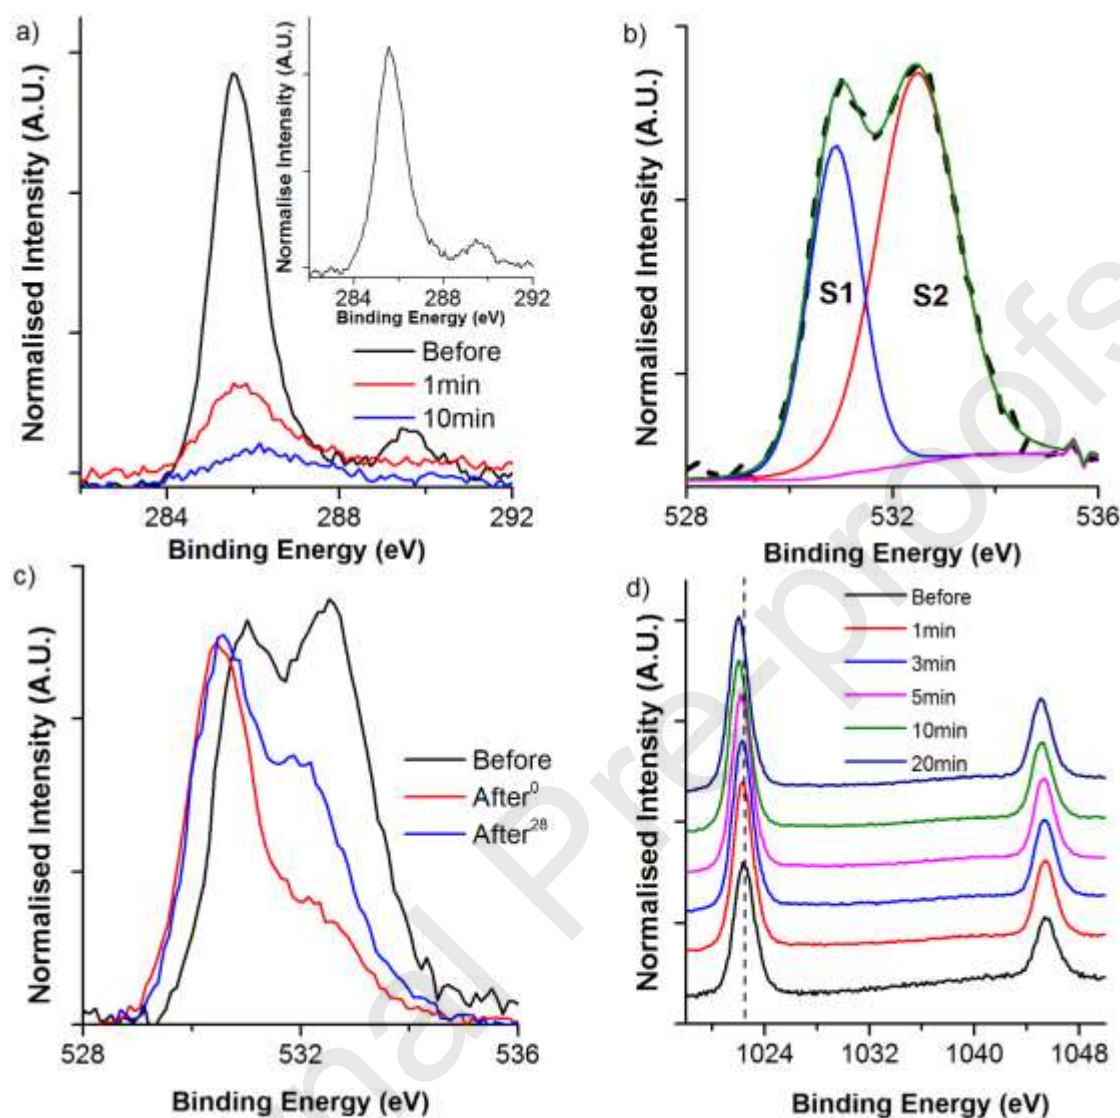 a)
Normalised Intensity (A.U.)
Normalise Intensity (A.U.)
284
288
292
Binding Energy (eV)
Before
1min
10min
284
288
292
Binding Energy (eV)
b)
Normalised Intensity (A.U.)
S1
S2
528
532
536
Binding Energy (eV)
c)
Normalised Intensity (A.U.)
Before
After⁰
After²⁸
528
532
536
Binding Energy (eV)
d)
Normalised Intensity (A.U.)
Before
1min
3min
5min
10min
20min
1024
1032
1040
1048
Binding Energy (eV)
nal Pre-proofs